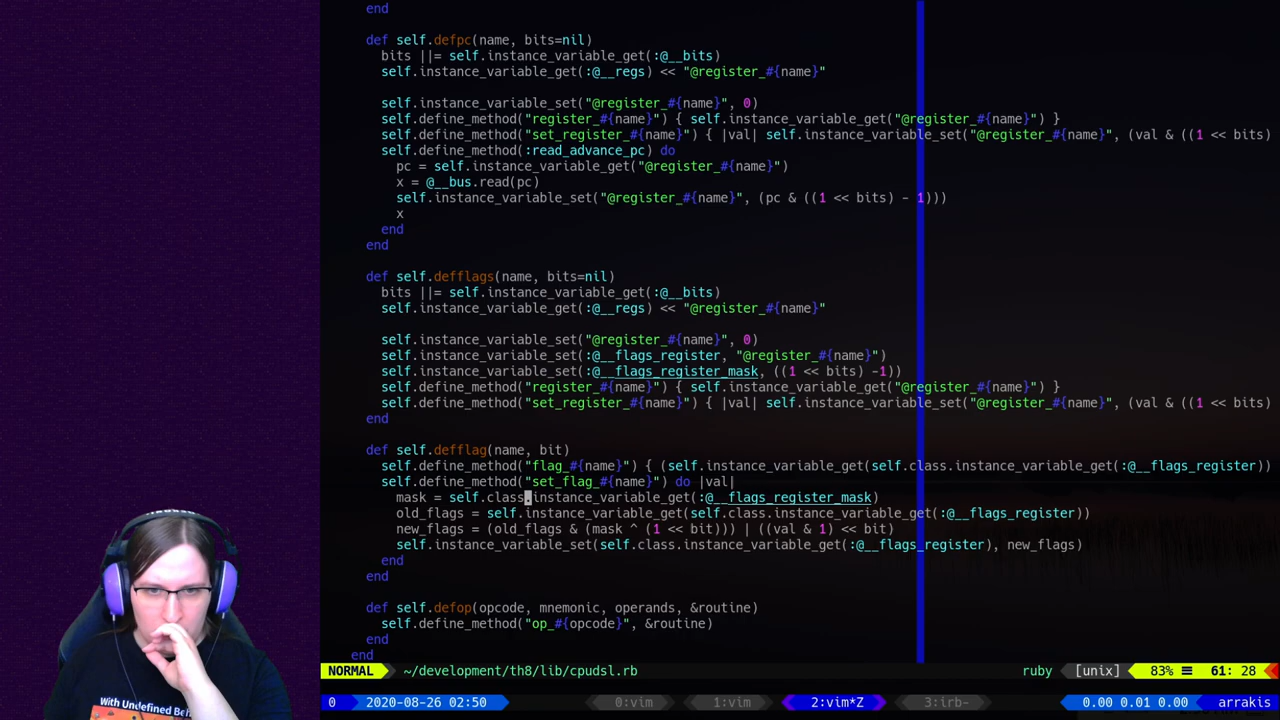 end
def self.defpc(name, bits=nil)
bits ||= self.instance_variable_get(:@__bits)
self.instance_variable_get(:@__regs) << "@register_#{name}"
self.instance_variable_set("@register_#{name}", 0)
self.define_method("register_#{name}") { self.instance_variable_get("@register_#{name}") }
self.define_method("set_register_#{name}") { |val| self.instance_variable_set("@register_#{name}", (val & ((1 << bits)
self.define_method(:read_advance_pc) do
pc = self.instance_variable_get("@register_#{name}")
x = @__bus.read(pc)
self.instance_variable_set("@register_#{name}", (pc & ((1 << bits) - 1)))
x
end
end
def self.defflags(name, bits=nil)
bits ||= self.instance_variable_get(:@__bits)
self.instance_variable_get(:@__regs) << "@register_#{name}"
self.instance_variable_set("@register_#{name}", 0)
self.instance_variable_set(:@__flags_register, "@register_#{name}")
self.instance_variable_set(:@__flags_register_mask, ((1 << bits) -1))
self.define_method("register_#{name}") { self.instance_variable_get("@register_#{name}") }
self.define_method("set_register_#{name}") { |val| self.instance_variable_set("@register_#{name}", (val & ((1 << bits)
end
def self.defflag(name, bit)
self.define_method("flag_#{name}") { (self.instance_variable_get(self.class.instance_variable_get(:@__flags_register))
self.define_method("set_flag_#{name}") do |val|
mask = self.class.instance_variable_get(:@__flags_register_mask)
old_flags = self.instance_variable_get(self.class.instance_variable_get(:@__flags_register))
new_flags = (old_flags & (mask ^ (1 << bit))) | ((val & 1) << bit)
self.instance_variable_set(self.class.instance_variable_get(:@__flags_register), new_flags)
end
end
def self.defop(opcode, mnemonic, operands, &routine)
self.define_method("op_#{opcode}", &routine)
end
end
NORMAL ~/development/th8/lib/cpudsl.rb ruby [unix] 83% ≡ 61: 28
0 2020-08-26 02:50 0:vim 1:vim 2:vim*Z 3:irb- 0.00 0.01 0.00 arrakis
With Undefined Be